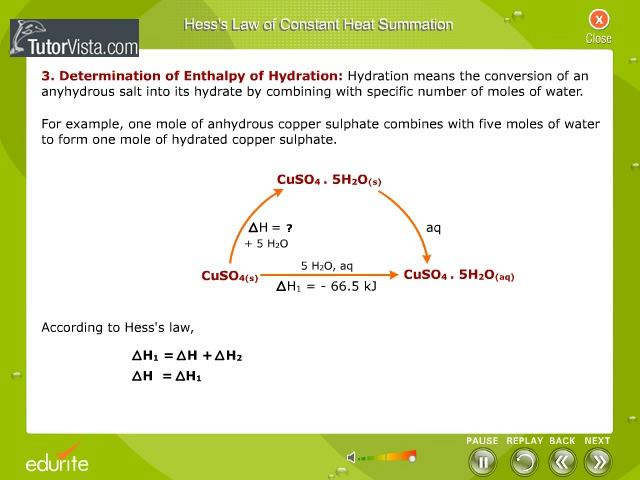 Hess's Law of Constant Heat Summation
X
Close
TutorVista.com
3. Determination of Enthalpy of Hydration: Hydration means the conversion of an
anyhydrous salt into its hydrate by combining with specific number of moles of water.
For example, one mole of anhydrous copper sulphate combines with five moles of water
to form one mole of hydrated copper sulphate.
CuSO₄ . 5H₂O(s)
ΔH = ?
+ 5 H₂O
aq
5 H₂O, aq
CuSO₄(s)
CuSO₄ . 5H₂O(aq)
ΔH₁ = - 66.5 kJ
According to Hess's law,
ΔH₁ = ΔH + ΔH₂
ΔH = ΔH₁
PAUSE REPLAY BACK NEXT
edurite